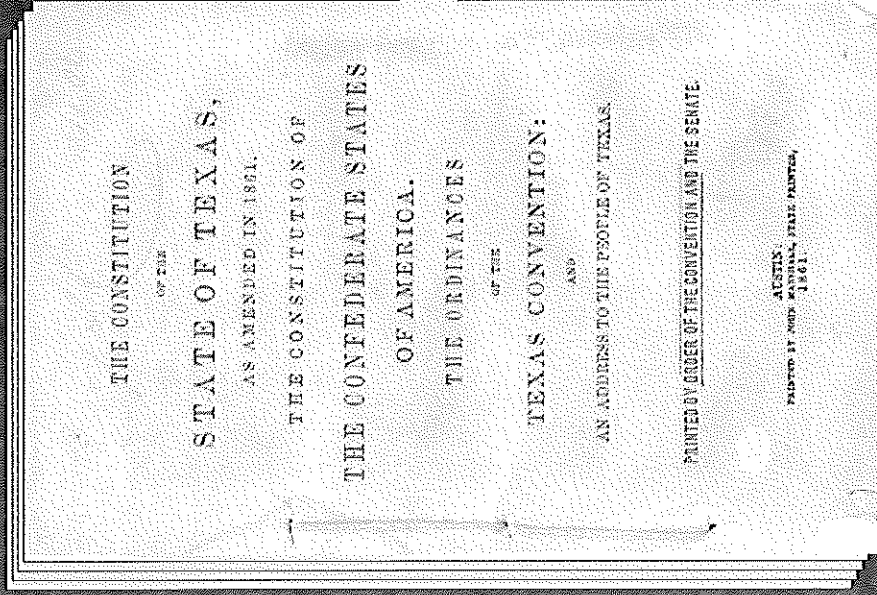 THE CONSTITUTION
OF THE
STATE OF TEXAS,
AS AMENDED IN 1861.
THE CONSTITUTION OF
THE CONFEDERATE STATES
OF AMERICA.
THE ORDINANCES
OF THE
TEXAS CONVENTION:
AND
AN ADDRESS TO THE PEOPLE OF TEXAS.
PRINTED BY ORDER OF THE CONVENTION AND THE SENATE.
AUSTIN:
PRINTED BY JOHN MARSHALL, STATE PRINTER,
1861.